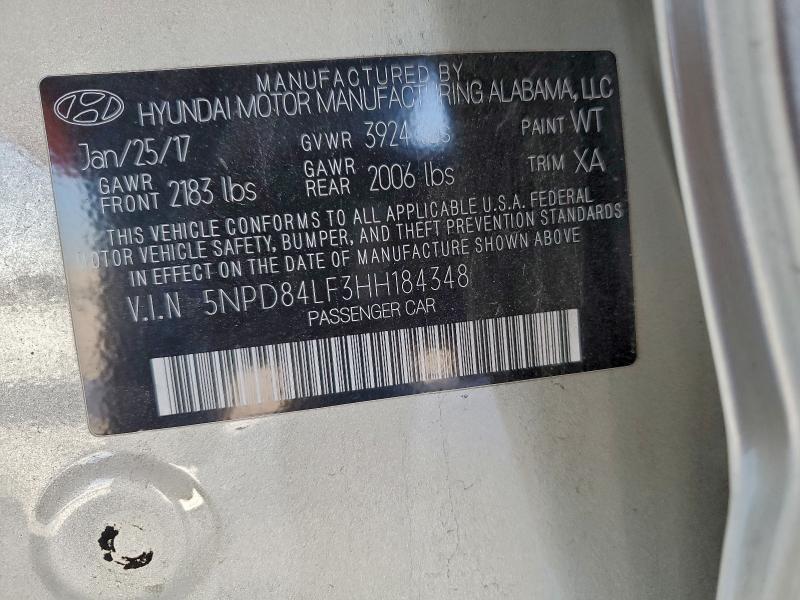 MANUFACTURED BY
HYUNDAI MOTOR MANUFACTURING ALABAMA, LLC
Jan/25/17 GVWR 3924 lbs PAINT WT
GAWR FRONT 2183 lbs GAWR REAR 2006 lbs TRIM XA
THIS VEHICLE CONFORMS TO ALL APPLICABLE U.S.A. FEDERAL
MOTOR VEHICLE SAFETY, BUMPER, AND THEFT PREVENTION STANDARDS
IN EFFECT ON THE DATE OF MANUFACTURE SHOWN ABOVE
V.I.N 5NPD84LF3HH184348
PASSENGER CAR